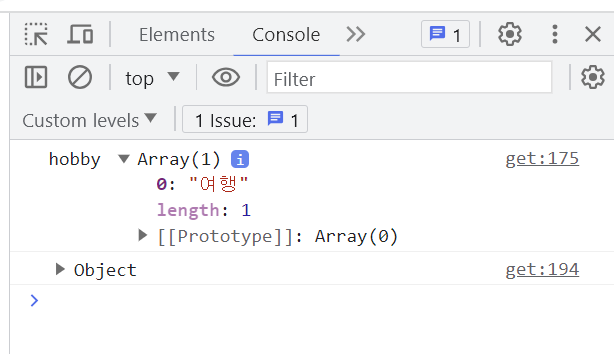 Elements Console 1
top Filter
Custom levels 1 Issue: 1
hobby Array(1) i get:175
0: "여행"
length: 1
[[Prototype]]: Array(0)
Object get:194